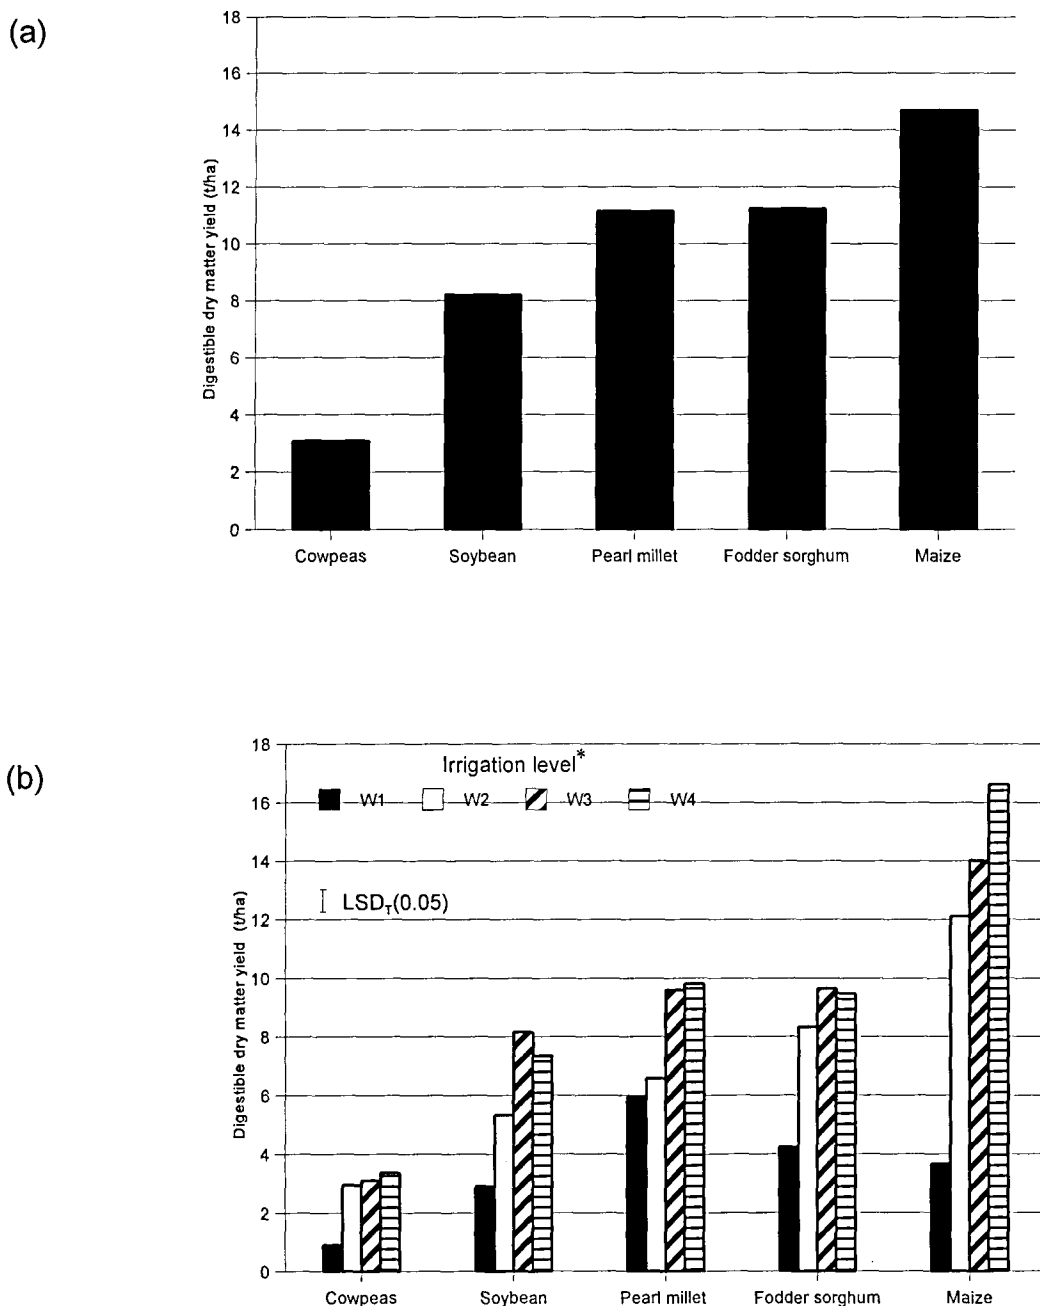 (a)
18
16
14
12
10
8
6
4
2
0
Digestible dry matter yield (t/ha)
Cowpeas Soybean Pearl millet Fodder sorghum Maize
(b)
18
16
14
12
10
8
6
4
2
0
Digestible dry matter yield (t/ha)
Irrigation level*
W1 W2 W3 W4
LSDT(0.05)
Cowpeas Soybean Pearl millet Fodder sorghum Maize